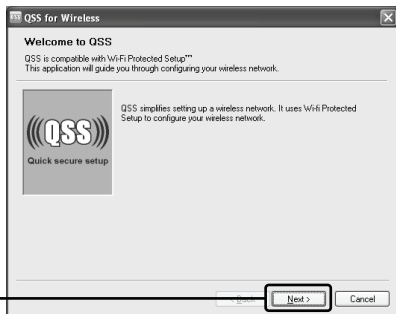 QSS for Wireless
Welcome to QSS
QSS is compatible with Wi-Fi Protected Setup™
This application will guide you through configuring your wireless network.
QSS simplifies setting up a wireless network. It uses Wi-fi Protected
Setup to configure your wireless network.
(((QSS)))
Quick secure setup
< Back
Next >
Cancel